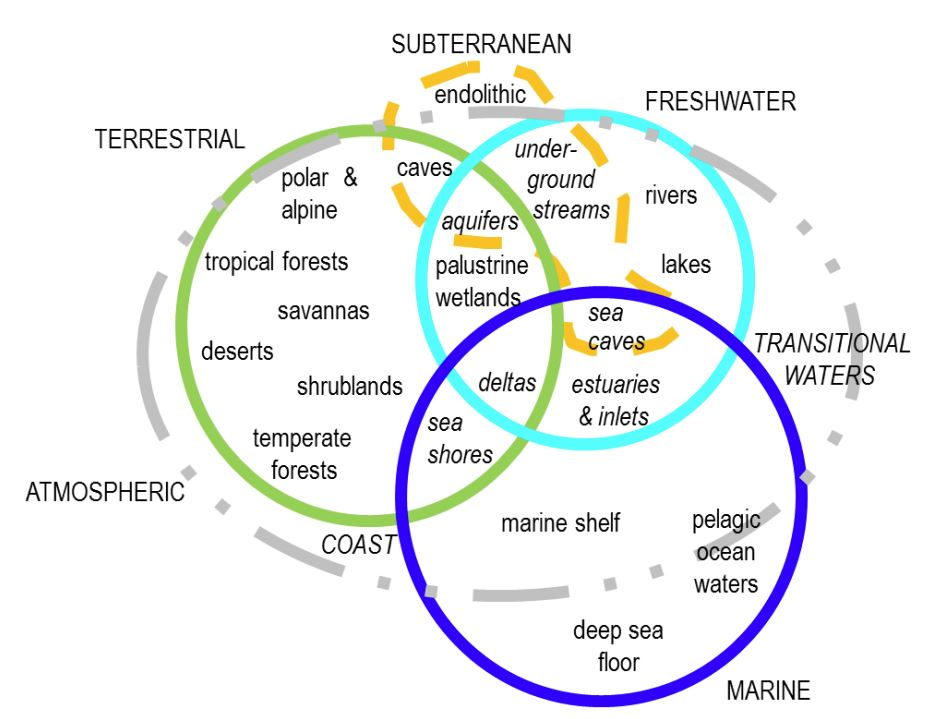 SUBTERRANEAN
endolithic
FRESHWATER
TERRESTRIAL
under-
ground
streams
caves
polar &
alpine
rivers
aquifers
tropical forests
palustrine
wetlands
lakes
savannas
sea
caves
deserts
TRANSITIONAL
WATERS
shrublands
deltas
estuaries
& inlets
sea
shores
temperate
forests
ATMOSPHERIC
COAST
marine shelf
pelagic
ocean
waters
deep sea
floor
MARINE